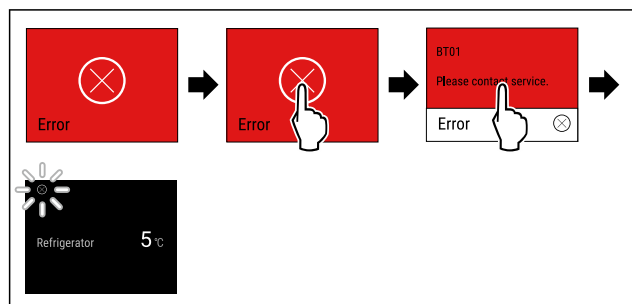 Error
Error
BT01
Please contact service.
Error
Refrigerator 5 °C